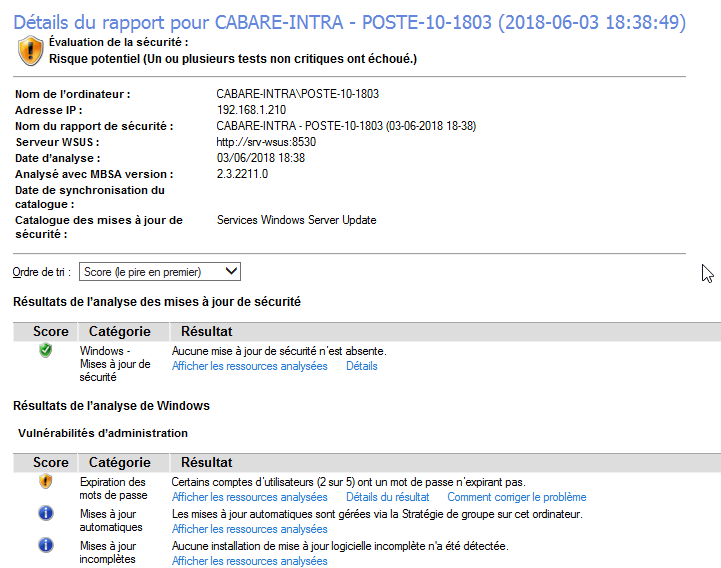 Détails du rapport pour CABARE-INTRA - POSTE-10-1803 (2018-06-03 18:38:49)
Évaluation de la sécurité :
Risque potentiel (Un ou plusieurs tests non critiques ont échoué.)
Nom de l'ordinateur : CABARE-INTRA\POSTE-10-1803
Adresse IP : 192.168.1.210
Nom du rapport de sécurité : CABARE-INTRA - POSTE-10-1803 (03-06-2018 18-38)
Serveur WSUS : http://srv-wsus:8530
Date d'analyse : 03/06/2018 18:38
Analysé avec MBSA version : 2.3.2211.0
Date de synchronisation du
catalogue :
Catalogue des mises à jour de Services Windows Server Update
sécurité :
Ordre de tri : Score (le pire en premier)
Résultats de l'analyse des mises à jour de sécurité
Score Catégorie Résultat
Windows - Aucune mise à jour de sécurité n'est absente.
Mises à jour de Afficher les ressources analysées Détails
sécurité
Résultats de l'analyse de Windows
Vulnérabilités d'administration
Score Catégorie Résultat
Expiration des Certains comptes d'utilisateurs (2 sur 5) ont un mot de passe n'expirant pas.
mots de passe Afficher les ressources analysées Détails du résultat Comment corriger le problème
Mises à jour Les mises à jour automatiques sont gérées via la Stratégie de groupe sur cet ordinateur.
automatiques Afficher les ressources analysées
Mises à jour Aucune installation de mise à jour logicielle incomplète n'a été détectée.
incomplètes Afficher les ressources analysées